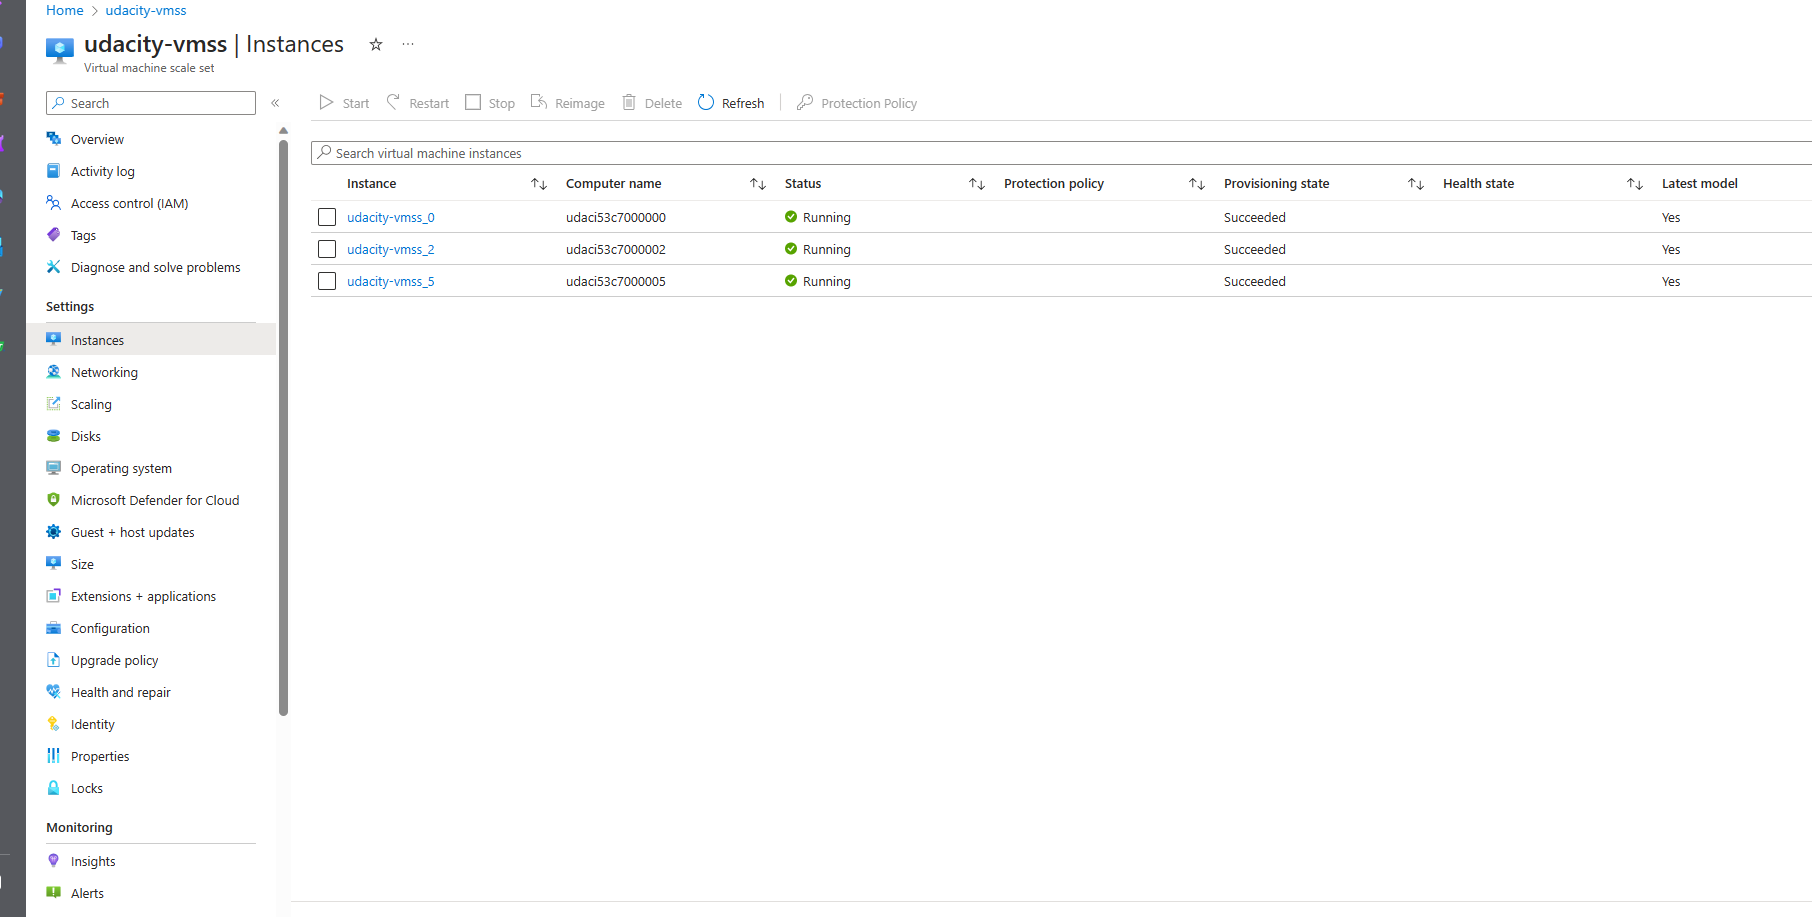 Home > udacity-vmss
udacity-vmss | Instances
Virtual machine scale set
Search
Start Restart Stop Reimage Delete Refresh Protection Policy
Search virtual machine instances
Instance Computer name Status Protection policy Provisioning state Health state Latest model
udacity-vmss_0 udaci53c7000000 Running Succeeded Yes
udacity-vmss_2 udaci53c7000002 Running Succeeded Yes
udacity-vmss_5 udaci53c7000005 Running Succeeded Yes
Overview
Activity log
Access control (IAM)
Tags
Diagnose and solve problems
Settings
Instances
Networking
Scaling
Disks
Operating system
Microsoft Defender for Cloud
Guest + host updates
Size
Extensions + applications
Configuration
Upgrade policy
Health and repair
Identity
Properties
Locks
Monitoring
Insights
Alerts